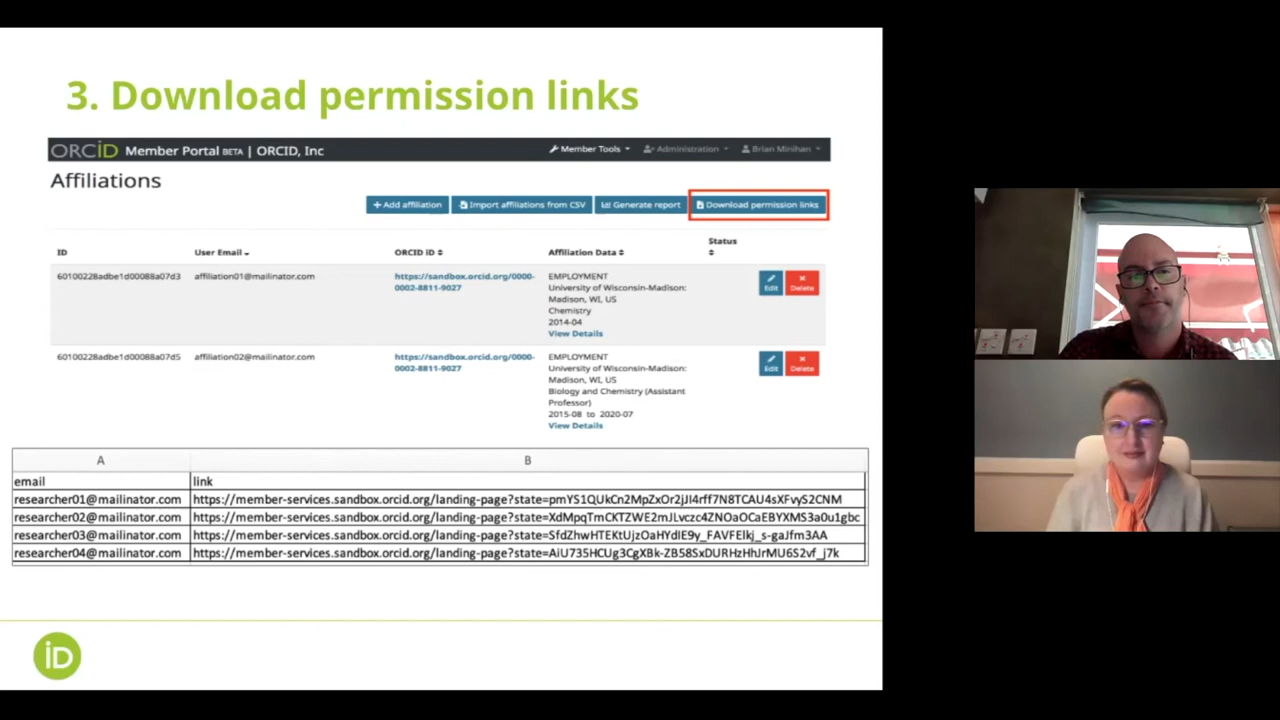 3. Download permission links
ORCiD Member Portal BETA | ORCID, Inc
Member Tools
Administration
Brian Minihan
Affiliations
Add affiliation
Import affiliations from CSV
Generate report
Download permission links
ID
User Email
ORCID iD
Affiliation Data
Status
60100228adbe1d00088a07d3
affiliation01@mailinator.com
https://sandbox.orcid.org/0000-
0002-8811-9027
EMPLOYMENT
University of Wisconsin-Madison:
Madison, WI, US
Chemistry
2014-04
View Details
Edit
Delete
60100228adbe1d00088a07d5
affiliation02@mailinator.com
https://sandbox.orcid.org/0000-
0002-8811-9027
EMPLOYMENT
University of Wisconsin-Madison:
Madison, WI, US
Biology and Chemistry (Assistant
Professor)
2015-08 to 2020-07
View Details
Edit
Delete
A B
email link
researcher01@mailinator.com https://member-services.sandbox.orcid.org/landing-page?state=pmYS1QUkCn2MpZxOr2jJI4rff7N8TCAU4sXFvyS2CNM
researcher02@mailinator.com https://member-services.sandbox.orcid.org/landing-page?state=XdMpqTmCKTZWE2mJLvczc4ZNOaOCaEBYXMS3a0u1gbc
researcher03@mailinator.com https://member-services.sandbox.orcid.org/landing-page?state=SfdZhwHTEKtUjzOaHYdIE9y_FAVFElkj_s-gaJfm3AA
researcher04@mailinator.com https://member-services.sandbox.orcid.org/landing-page?state=AiU735HCUg3CgXBk-ZB58SxDURHzHhJrMU6S2vf_j7k
iD